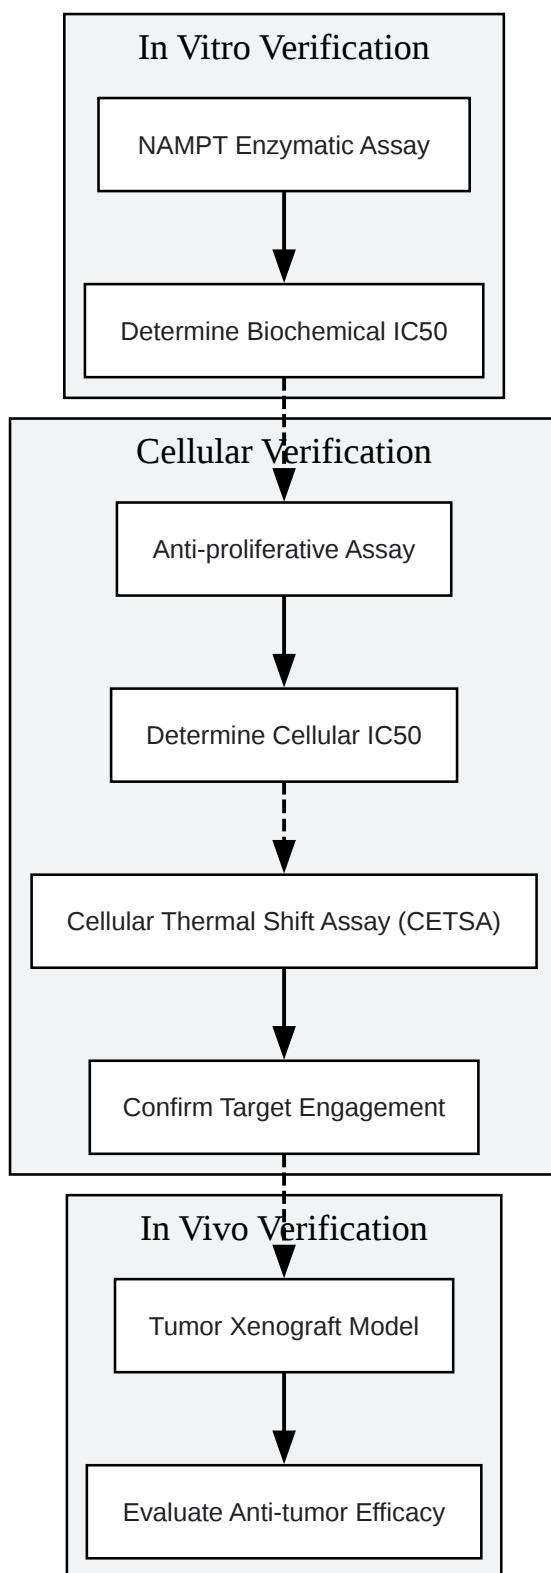 In Vitro Verification
NAMPT Enzymatic Assay
Determine Biochemical IC50
Cellular Verification
Anti-proliferative Assay
Determine Cellular IC50
Cellular Thermal Shift Assay (CETSA)
Confirm Target Engagement
In Vivo Verification
Tumor Xenograft Model
Evaluate Anti-tumor Efficacy